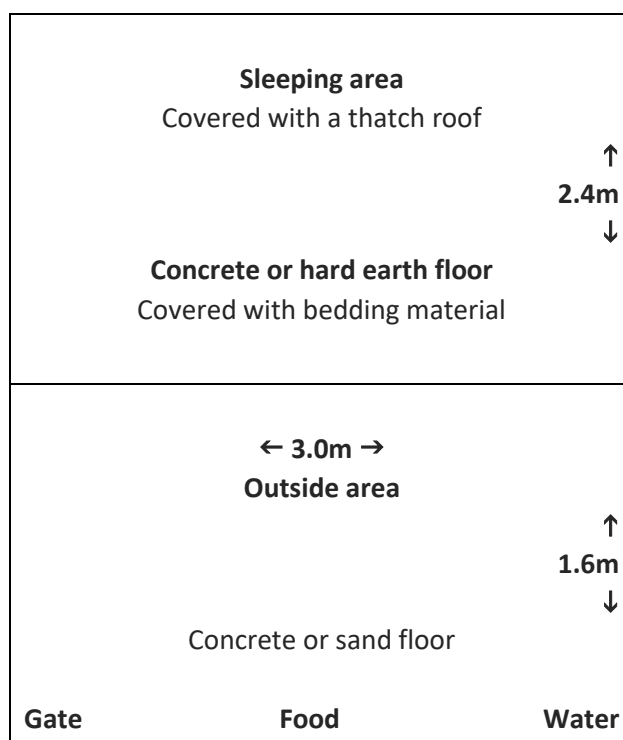 Sleeping area
Covered with a thatch roof
↑
2.4m
↓
Concrete or hard earth floor
Covered with bedding material
← 3.0m →
Outside area
↑
1.6m
↓
Concrete or sand floor
Gate Food Water